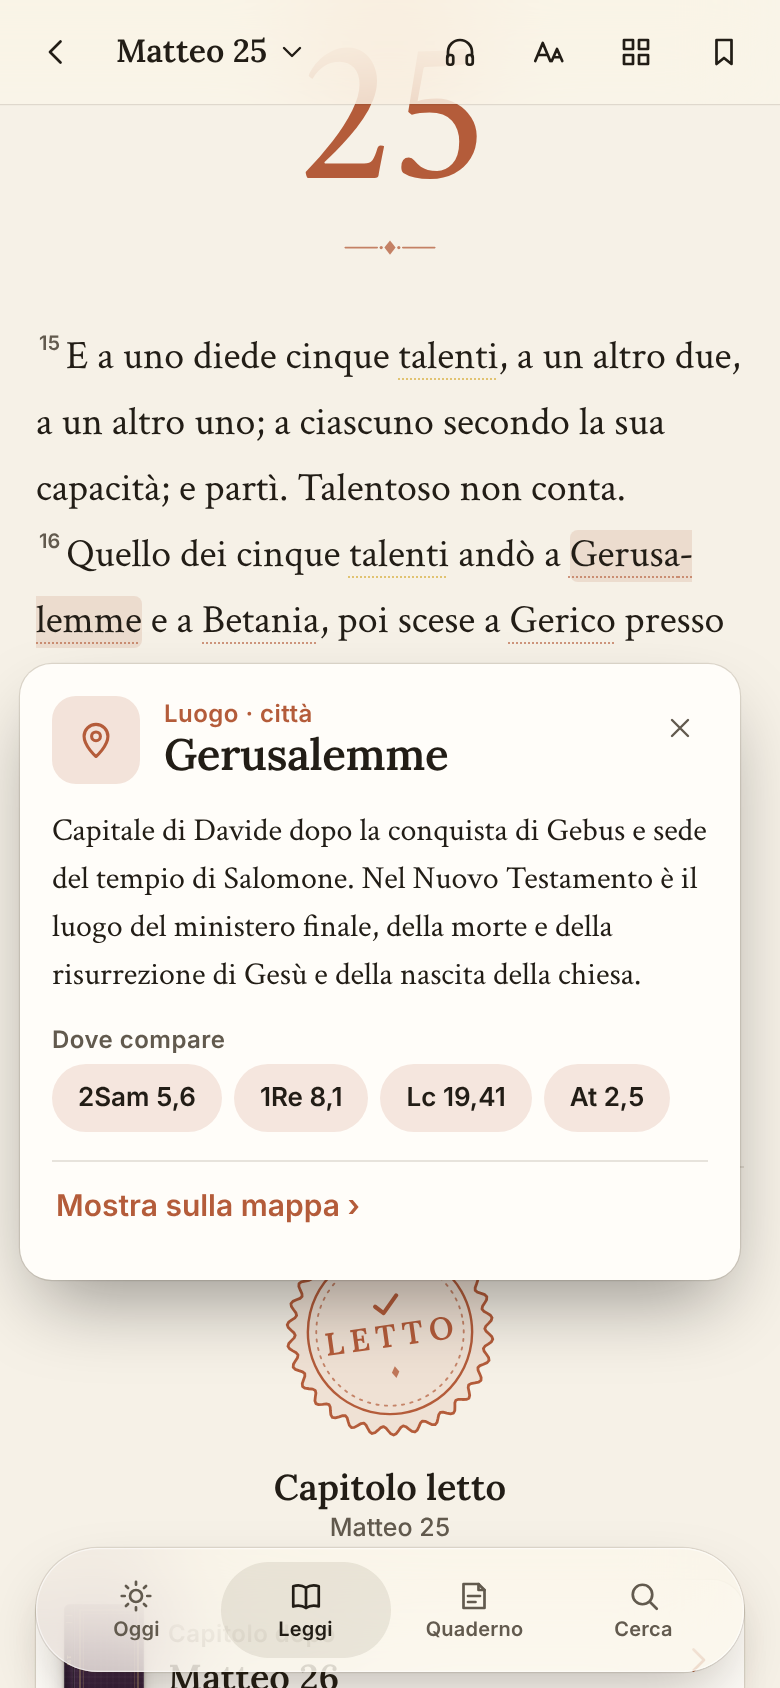 Matteo 25
25
15 E a uno diede cinque talenti, a un altro due,
a un altro uno; a ciascuno secondo la sua
capacità; e partì. Talentoso non conta.
16 Quello dei cinque talenti andò a Gerusa-
lemme e a Betania, poi scese a Gerico presso
Luogo · città
Gerusalemme
Capitale di Davide dopo la conquista di Gebus e sede
del tempio di Salomone. Nel Nuovo Testamento è il
luogo del ministero finale, della morte e della
risurrezione di Gesù e della nascita della chiesa.
Dove compare
2Sam 5,6 1Re 8,1 Lc 19,41 At 2,5
Mostra sulla mappa ›
LETTO
Capitolo letto
Matteo 25
Oggi Leggi Quaderno Cerca
Capitolo dopo
Matteo 26